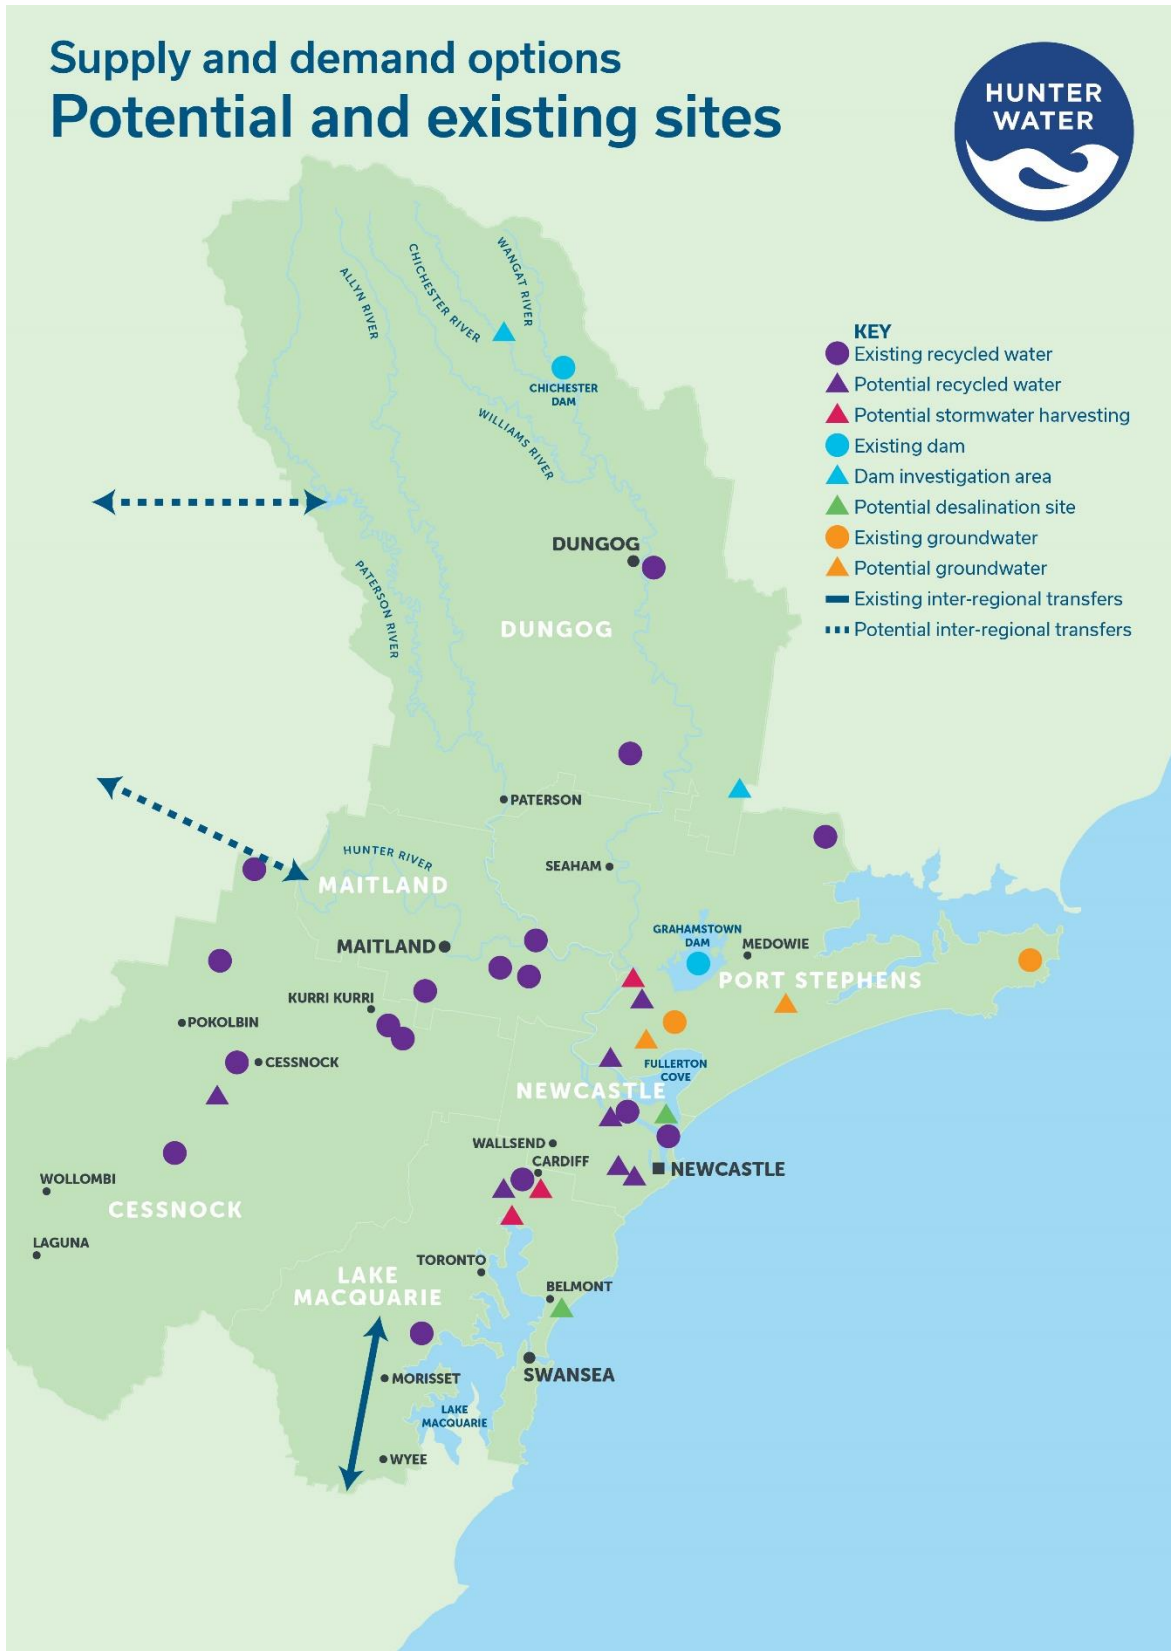 Supply and demand options
Potential and existing sites
HUNTER
WATER
WANGAT RIVER
CHICHESTER RIVER
ALLYN RIVER
KEY
Existing recycled water
Potential recycled water
Potential stormwater harvesting
Existing dam
Dam investigation area
Potential desalination site
Existing groundwater
Potential groundwater
Existing inter-regional transfers
Potential inter-regional transfers
CHICHESTER
DAM
WILLIAMS RIVER
DUNGOG
PATERSON RIVER
DUNGOG
PATERSON
HUNTER RIVER
SEAHAM
MAITLAND
GRAHAMSTOWN
DAM
MAITLAND
MEDOWIE
PORT STEPHENS
KURRI KURRI
POKOLBIN
CESSNOCK
FULLERTON
COVE
NEWCASTLE
WALLSEND
CARDIFF
NEWCASTLE
WOLLOMBI
CESSNOCK
LAGUNA
TORONTO
LAKE
MACQUARIE
BELMONT
SWANSEA
MORISSET
LAKE
MACQUARIE
WYEE